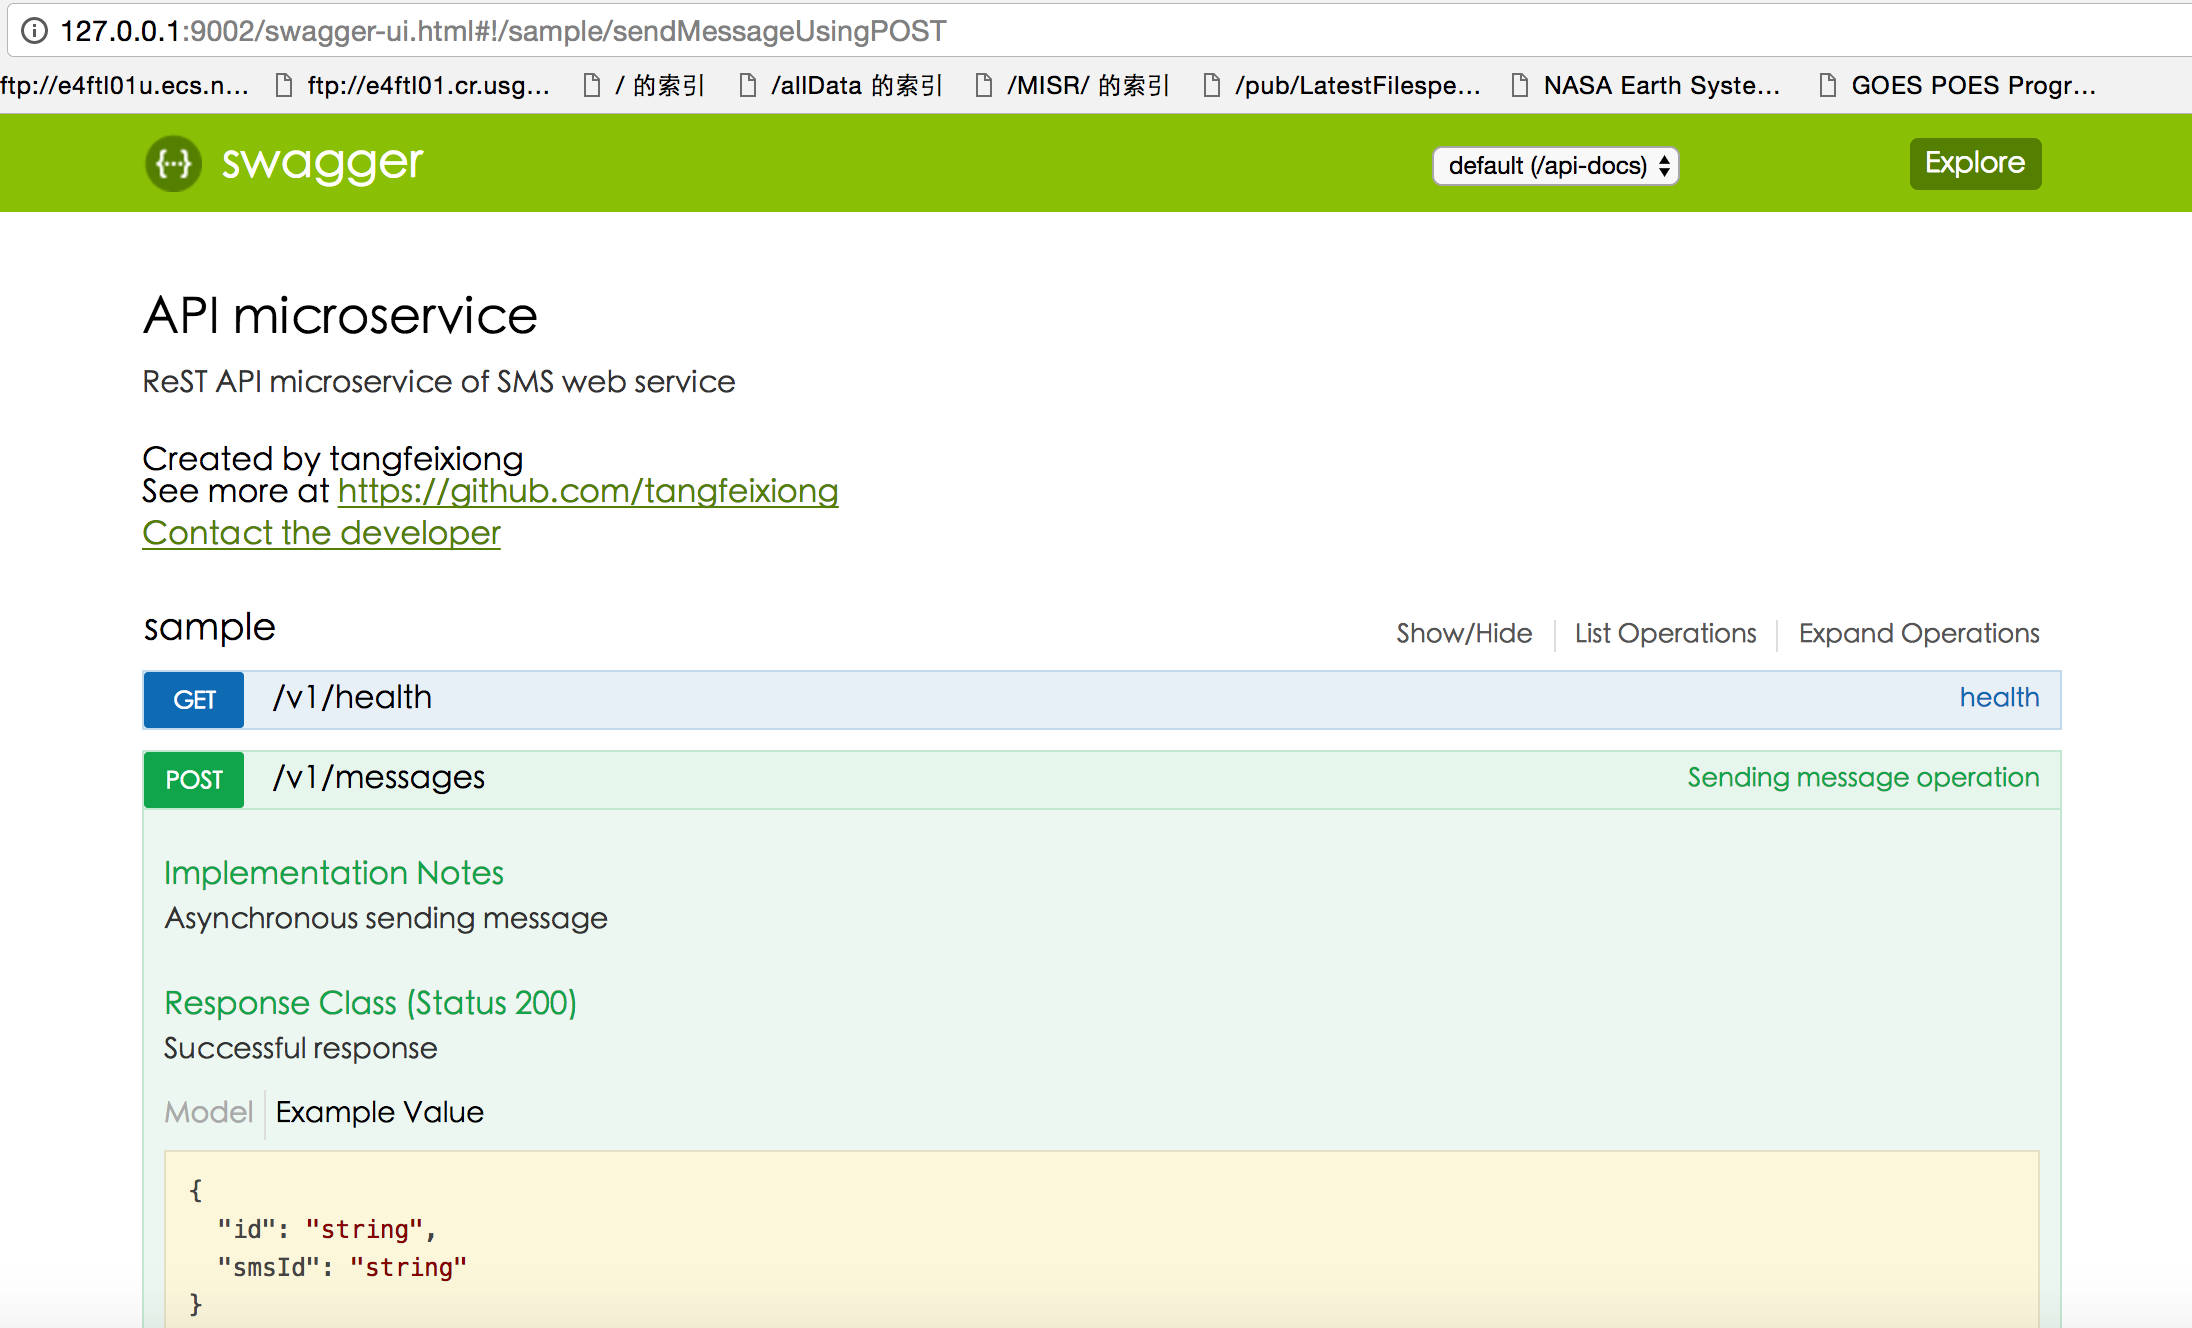 127.0.0.1:9002/swagger-ui.html#!/sample/sendMessageUsingPOST
ftp://e4ftl01u.ecs.n... ftp://e4ftl01.cr.usg... / 的索引 /allData 的索引 /MISR/ 的索引 /pub/LatestFilespe... NASA Earth Syste... GOES POES Progr...
{···} swagger default (/api-docs) Explore
API microservice
ReST API microservice of SMS web service
Created by tangfeixiong
See more at https://github.com/tangfeixiong
Contact the developer
sample Show/Hide List Operations Expand Operations
GET /v1/health health
POST /v1/messages Sending message operation
Implementation Notes
Asynchronous sending message
Response Class (Status 200)
Successful response
Model Example Value
{
"id": "string",
"smsId": "string"
}